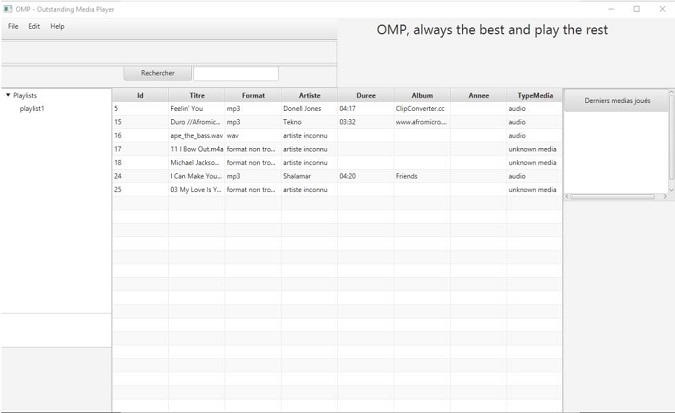 OMP - Outstanding Media Player
File Edit Help
OMP, always the best and play the rest
Rechercher
Playlists
playlist1
Id Titre Format Artiste Duree Album Annee TypeMedia
5 Feelin' You mp3 Donell Jones 04:17 ClipConverter.cc audio
15 Duro //Afromic... mp3 Tekno 03:32 www.afromicro... audio
16 ape_the_bass.wav wav artiste inconnu audio
17 11 I Bow Out.m4a format non tro... artiste inconnu unknown media
18 Michael Jackso... format non tro... artiste inconnu unknown media
24 I Can Make You... mp3 Shalamar 04:20 Friends audio
25 03 My Love Is Y... format non tro... artiste inconnu unknown media
Derniers medias joués